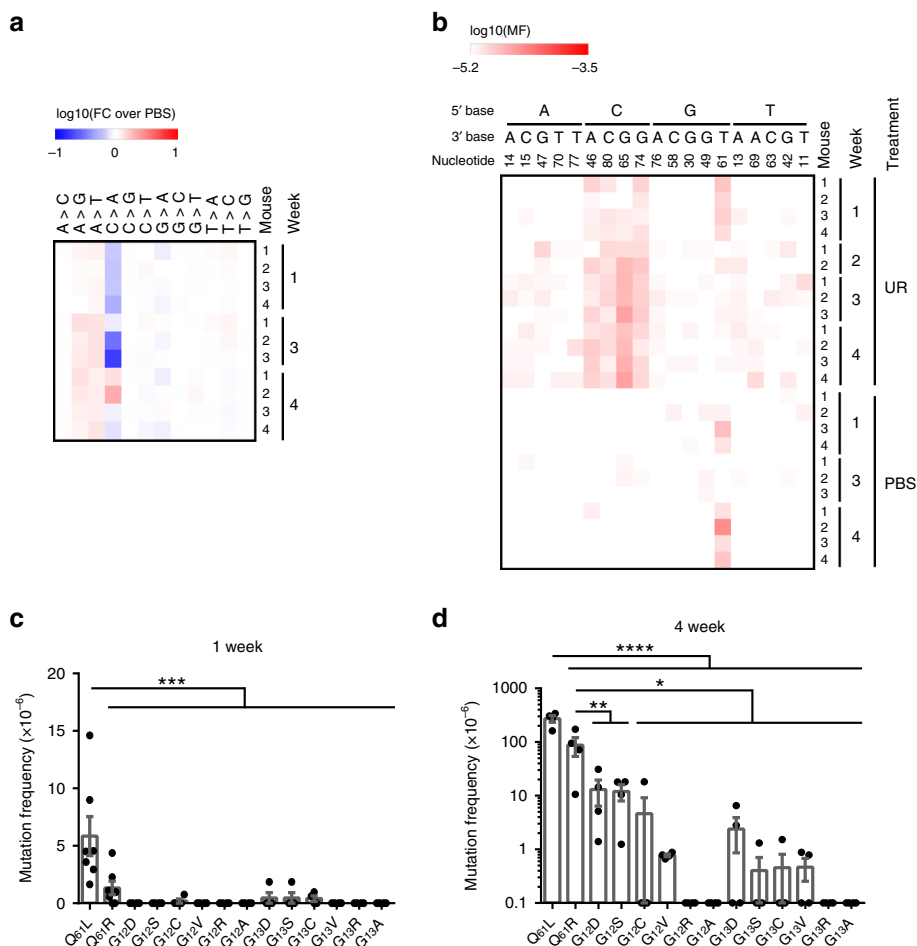 a
log10(FC over PBS)
−1 0 1
A > C
A > G
A > T
C > A
C > G
C > T
G > A
G > C
G > T
T > A
T > C
T > G
Mouse
Week
1
2
3
4
1
1
2
3
3
1
2
3
4
4
b
log10(MF)
−5.2 −3.5
5′ base A C G T
3′ base A C G T T A C G G A C G G T A A C G T
Nucleotide 14 15 47 70 77 46 80 65 74 76 58 30 49 61 13 69 63 42 11
Mouse
Week
Treatment
1
2
3
4
1
1
2
2
1
2
3
3
1
2
3
4
4
UR
1
2
3
4
1
1
2
3
3
1
2
3
4
4
PBS
c
1 week
***
Mutation frequency (×10⁻⁶)
20
15
10
5
0
Q61L Q61R G12D G12S G12C G12V G12R G12A G13D G13S G13C G13V G13R G13A
d
4 week
****
*
**
Mutation frequency (×10⁻⁶)
1000
100
10
1
0.1
Q61L Q61R G12D G12S G12C G12V G12R G12A G13D G13S G13C G13V G13R G13A